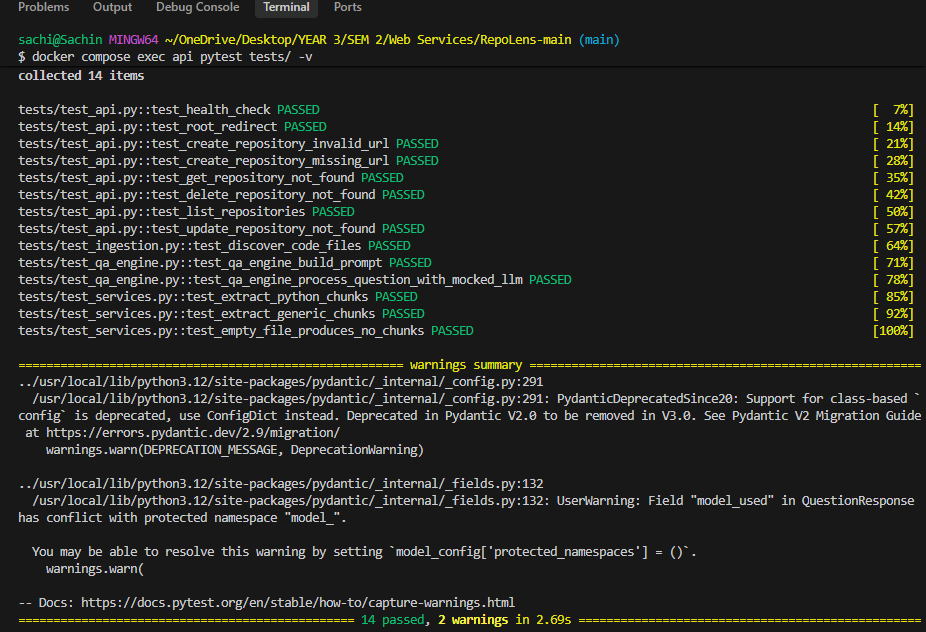 Problems Output Debug Console Terminal Ports
sachi@Sachin MINGW64 ~/OneDrive/Desktop/YEAR 3/SEM 2/Web Services/RepoLens-main (main)
$ docker compose exec api pytest tests/ -v
collected 14 items
tests/test_api.py::test_health_check PASSED [  7%]
tests/test_api.py::test_root_redirect PASSED [ 14%]
tests/test_api.py::test_create_repository_invalid_url PASSED [ 21%]
tests/test_api.py::test_create_repository_missing_url PASSED [ 28%]
tests/test_api.py::test_get_repository_not_found PASSED [ 35%]
tests/test_api.py::test_delete_repository_not_found PASSED [ 42%]
tests/test_api.py::test_list_repositories PASSED [ 50%]
tests/test_api.py::test_update_repository_not_found PASSED [ 57%]
tests/test_ingestion.py::test_discover_code_files PASSED [ 64%]
tests/test_qa_engine.py::test_qa_engine_build_prompt PASSED [ 71%]
tests/test_qa_engine.py::test_qa_engine_process_question_with_mocked_llm PASSED [ 78%]
tests/test_services.py::test_extract_python_chunks PASSED [ 85%]
tests/test_services.py::test_extract_generic_chunks PASSED [ 92%]
tests/test_services.py::test_empty_file_produces_no_chunks PASSED [100%]
======================================================= warnings summary ========================================================
../usr/local/lib/python3.12/site-packages/pydantic/_internal/_config.py:291
/usr/local/lib/python3.12/site-packages/pydantic/_internal/_config.py:291: PydanticDeprecatedSince20: Support for class-based `
config` is deprecated, use ConfigDict instead. Deprecated in Pydantic V2.0 to be removed in V3.0. See Pydantic V2 Migration Guide
at https://errors.pydantic.dev/2.9/migration/
warnings.warn(DEPRECATION_MESSAGE, DeprecationWarning)
../usr/local/lib/python3.12/site-packages/pydantic/_internal/_fields.py:132
/usr/local/lib/python3.12/site-packages/pydantic/_internal/_fields.py:132: UserWarning: Field "model_used" in QuestionResponse
has conflict with protected namespace "model_".
You may be able to resolve this warning by setting `model_config['protected_namespaces'] = ()`.
warnings.warn(
-- Docs: https://docs.pytest.org/en/stable/how-to/capture-warnings.html
================================================ 14 passed, 2 warnings in 2.69s =================================================